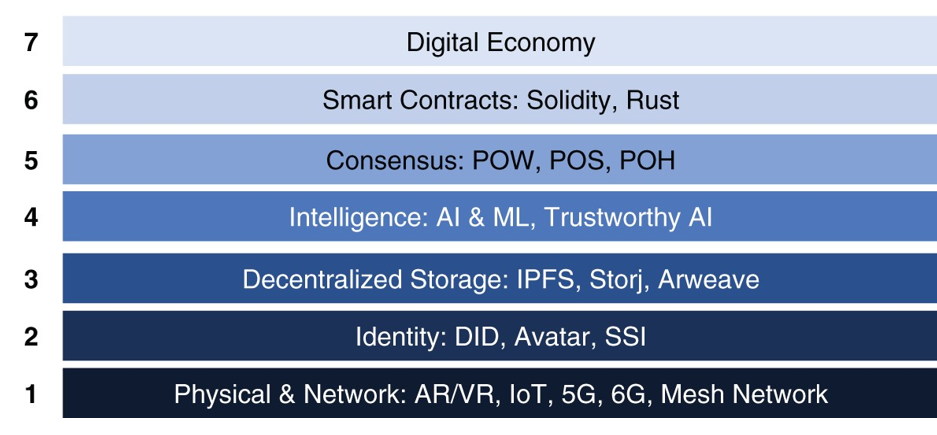 7 Digital Economy
6 Smart Contracts: Solidity, Rust
5 Consensus: POW, POS, POH
4 Intelligence: AI & ML, Trustworthy AI
3 Decentralized Storage: IPFS, Storj, Arweave
2 Identity: DID, Avatar, SSI
1 Physical & Network: AR/VR, IoT, 5G, 6G, Mesh Network